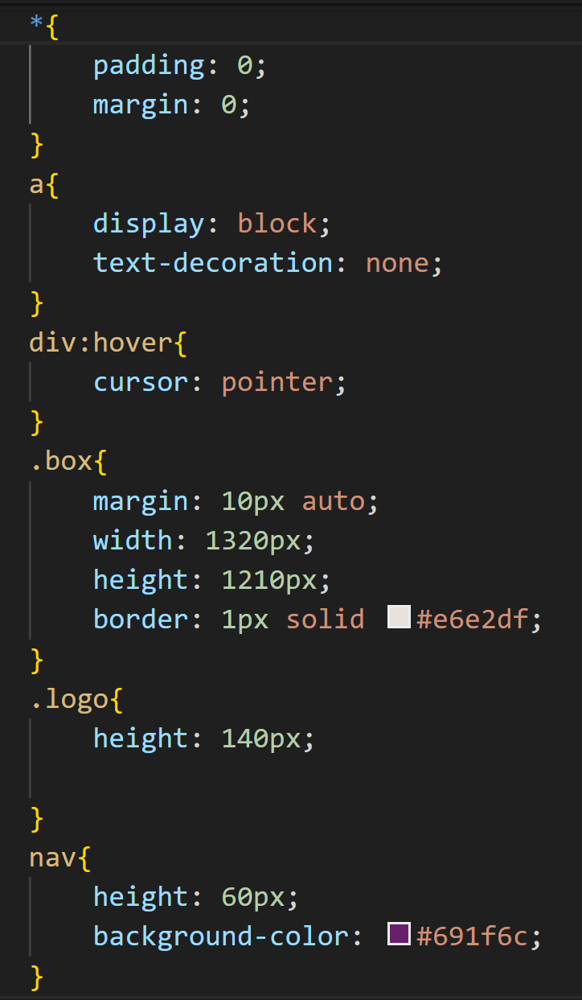 *{
    padding: 0;
    margin: 0;
}
a{
    display: block;
    text-decoration: none;
}
div:hover{
    cursor: pointer;
}
.box{
    margin: 10px auto;
    width: 1320px;
    height: 1210px;
    border: 1px solid #e6e2df;
}
.logo{
    height: 140px;

}
nav{
    height: 60px;
    background-color: #691f6c;
}